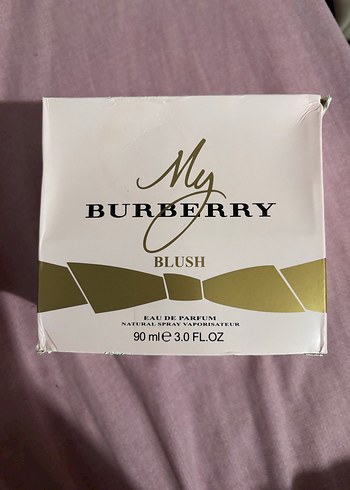 My
BURBERRY
BLUSH
EAU DE PARFUM
NATURAL SPRAY VAPORISATEUR
90 ml ℮ 3.0 FL.OZ